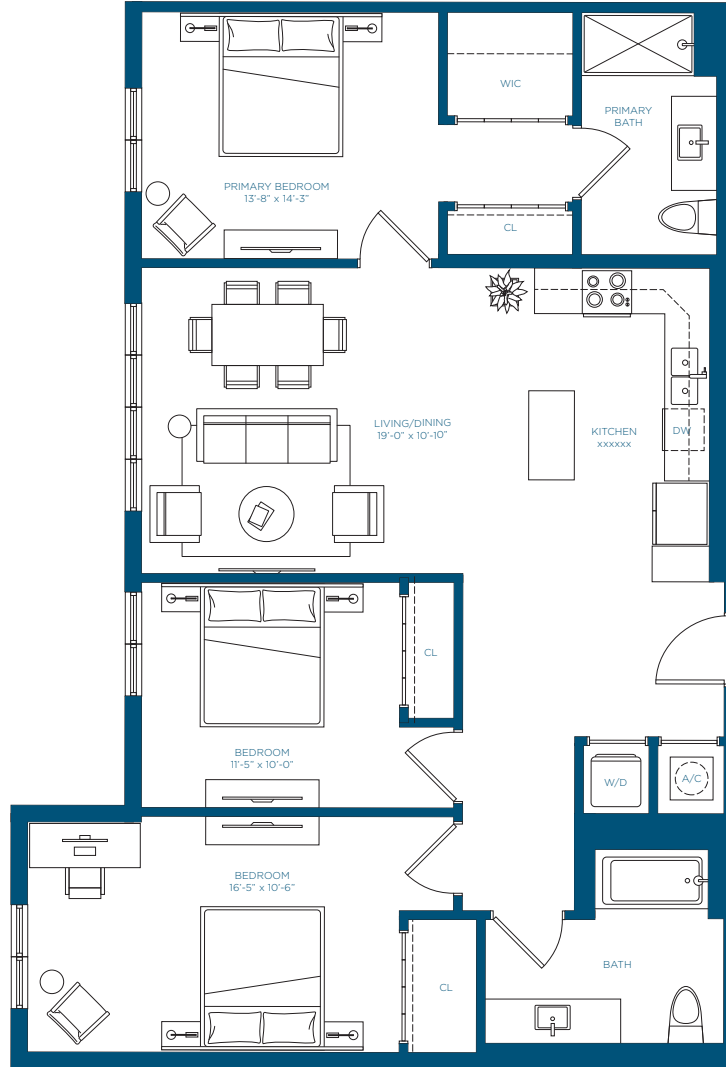 WIC
PRIMARY
BATH
PRIMARY BEDROOM
13'-8" x 14'-3"
CL
LIVING/DINING
19'-0" x 10'-10"
KITCHEN
xxxxxx
DW
CL
BEDROOM
11'-5" x 10'-0"
W/D
A/C
BEDROOM
16'-5" x 10'-6"
BATH
CL